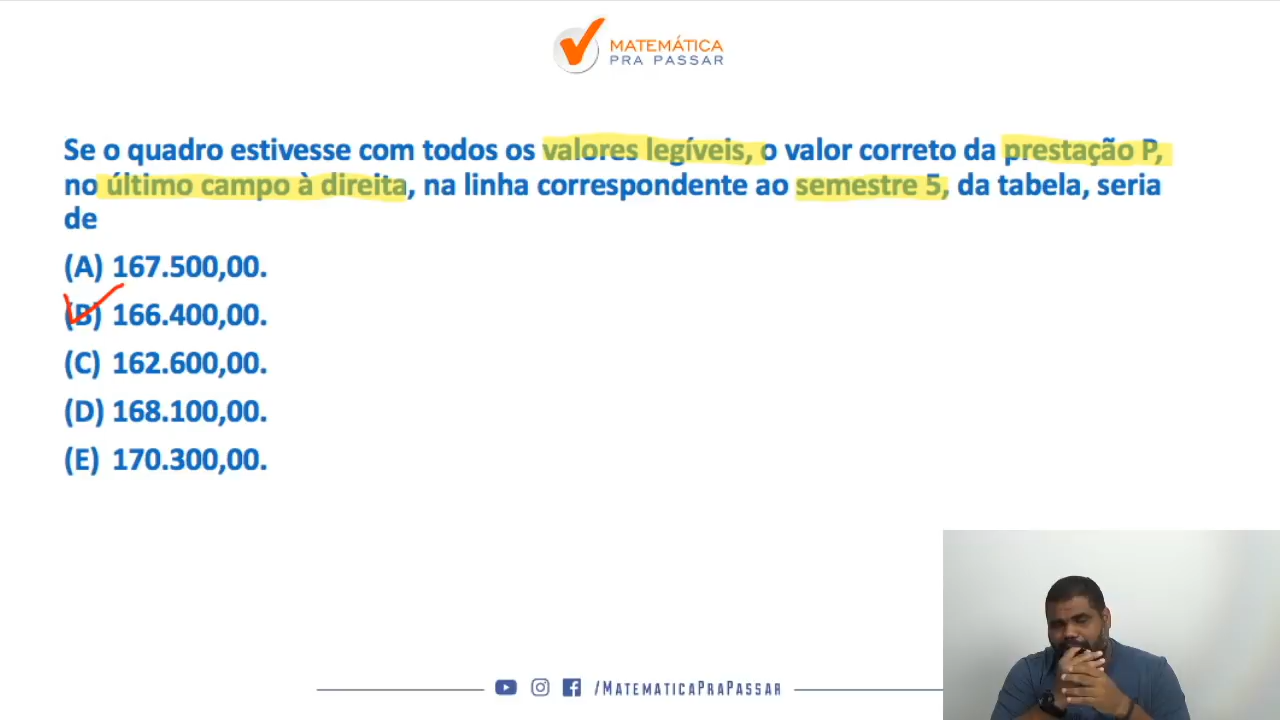 MATEMÁTICA
PRA PASSAR
Se o quadro estivesse com todos os valores legíveis, o valor correto da prestação P,
no último campo à direita, na linha correspondente ao semestre 5, da tabela, seria
de
(A) 167.500,00.
(B) 166.400,00.
(C) 162.600,00.
(D) 168.100,00.
(E) 170.300,00.
/MATEMATICAPRAPASSAR